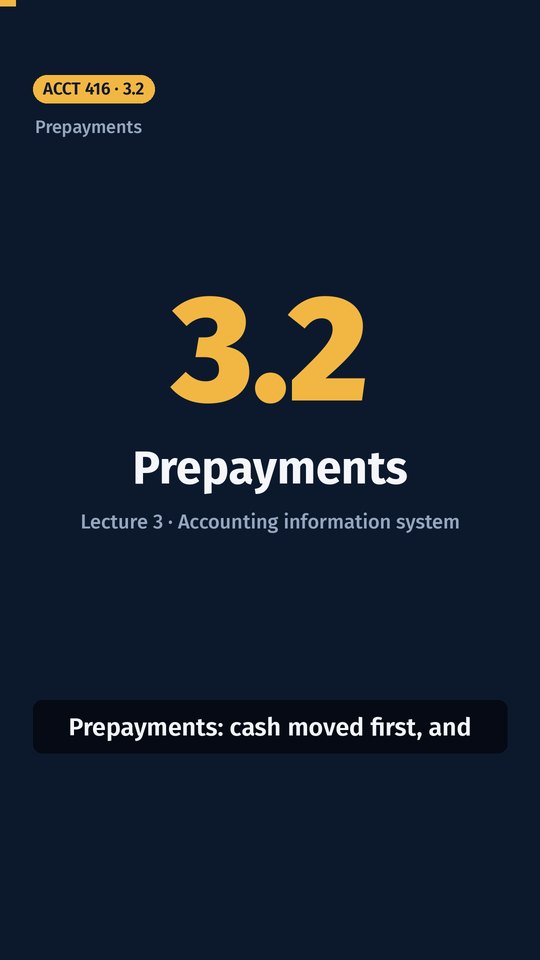 ACCT 416 · 3.2
Prepayments
3.2
Prepayments
Lecture 3 · Accounting information system
Prepayments: cash moved first, and